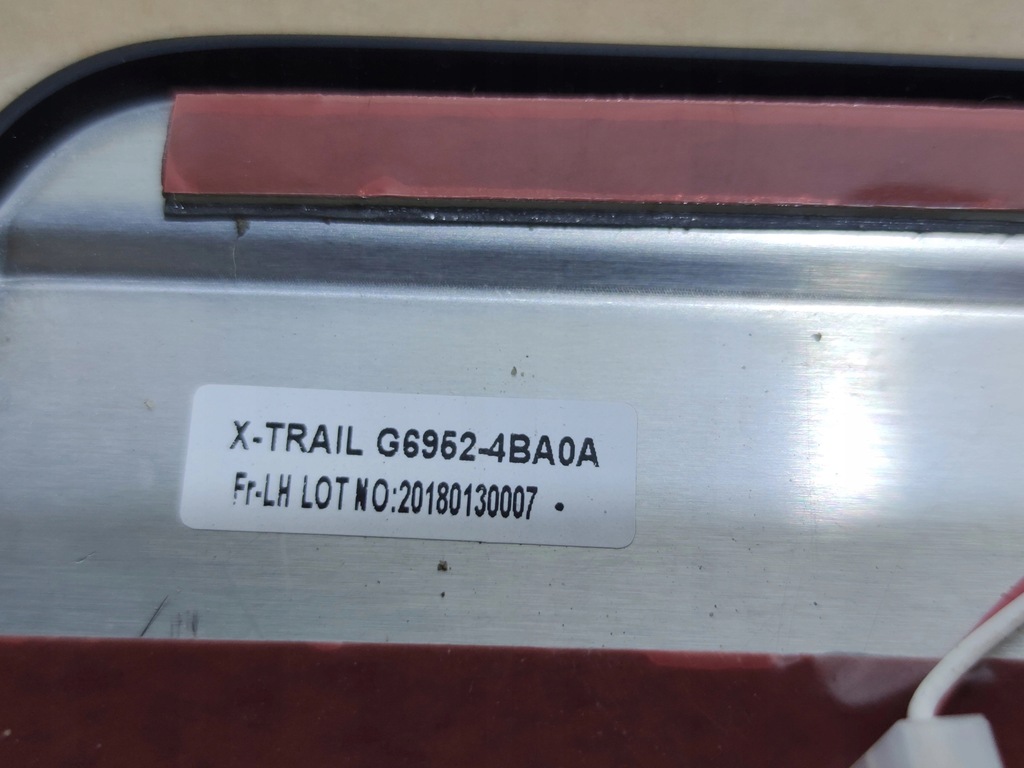 X-TRAIL G6952-4BA0A
Fr-LH LOT NO:20180130007